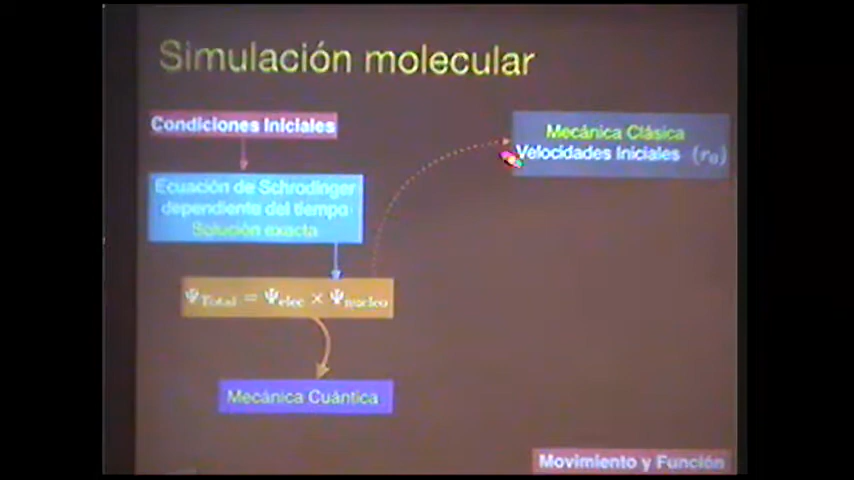 Simulación molecular
Condiciones Iniciales
Ecuación de Schrodinger
dependiente del tiempo
Solución exacta
Ψ_Total = Ψ_elec × Ψ_nucleo
Mecánica Cuántica
Mecánica Clásica
Velocidades Iniciales (r₀)
Movimiento y Función